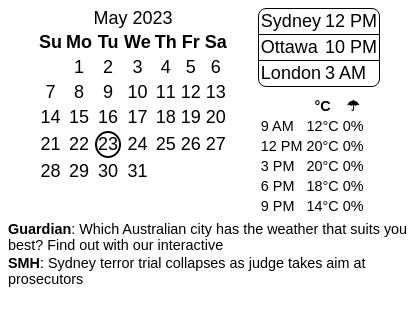 May 2023
Su Mo Tu We Th Fr Sa
1 2 3 4 5 6
7 8 9 10 11 12 13
14 15 16 17 18 19 20
21 22 23 24 25 26 27
28 29 30 31
Sydney 12 PM
Ottawa 10 PM
London 3 AM
°C ☂
9 AM 12°C 0%
12 PM 20°C 0%
3 PM 20°C 0%
6 PM 18°C 0%
9 PM 14°C 0%
Guardian: Which Australian city has the weather that suits you
best? Find out with our interactive
SMH: Sydney terror trial collapses as judge takes aim at
prosecutors